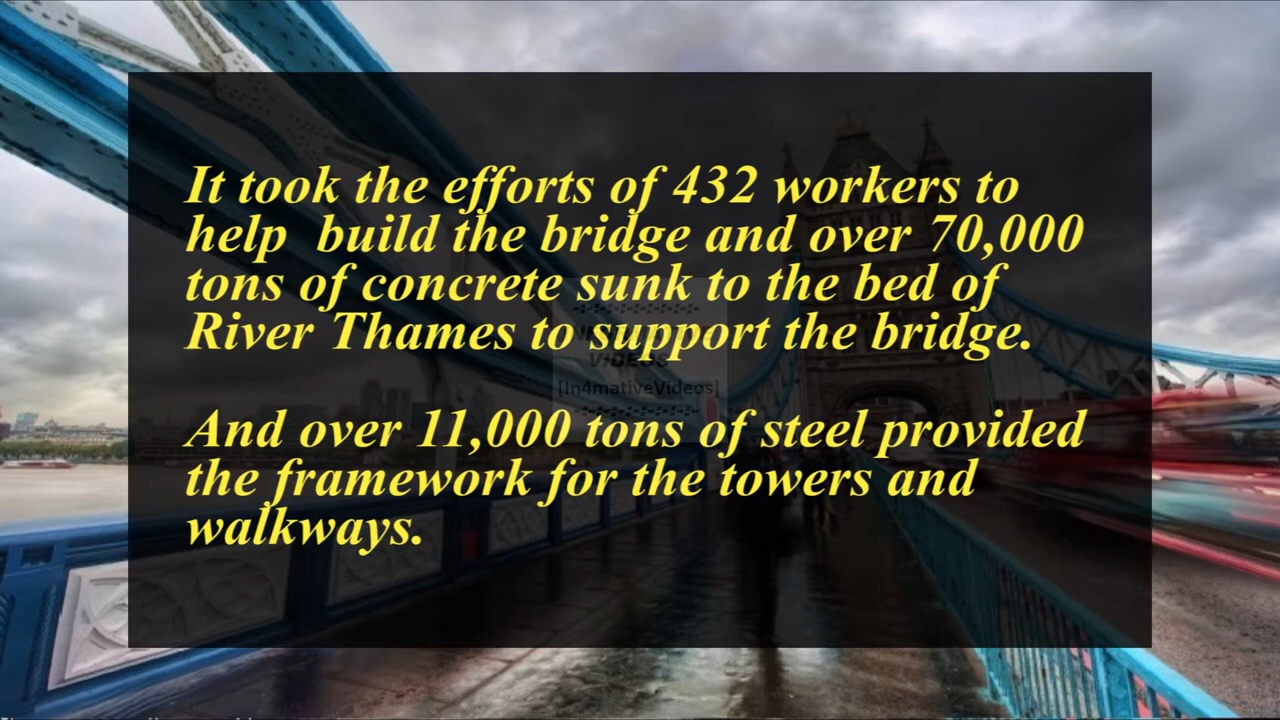 It took the efforts of 432 workers to
help  build the bridge and over 70,000
tons of concrete sunk to the bed of
River Thames to support the bridge.
VIDEOS
[In4mativeVideos]
And over 11,000 tons of steel provided
the framework for the towers and
walkways.